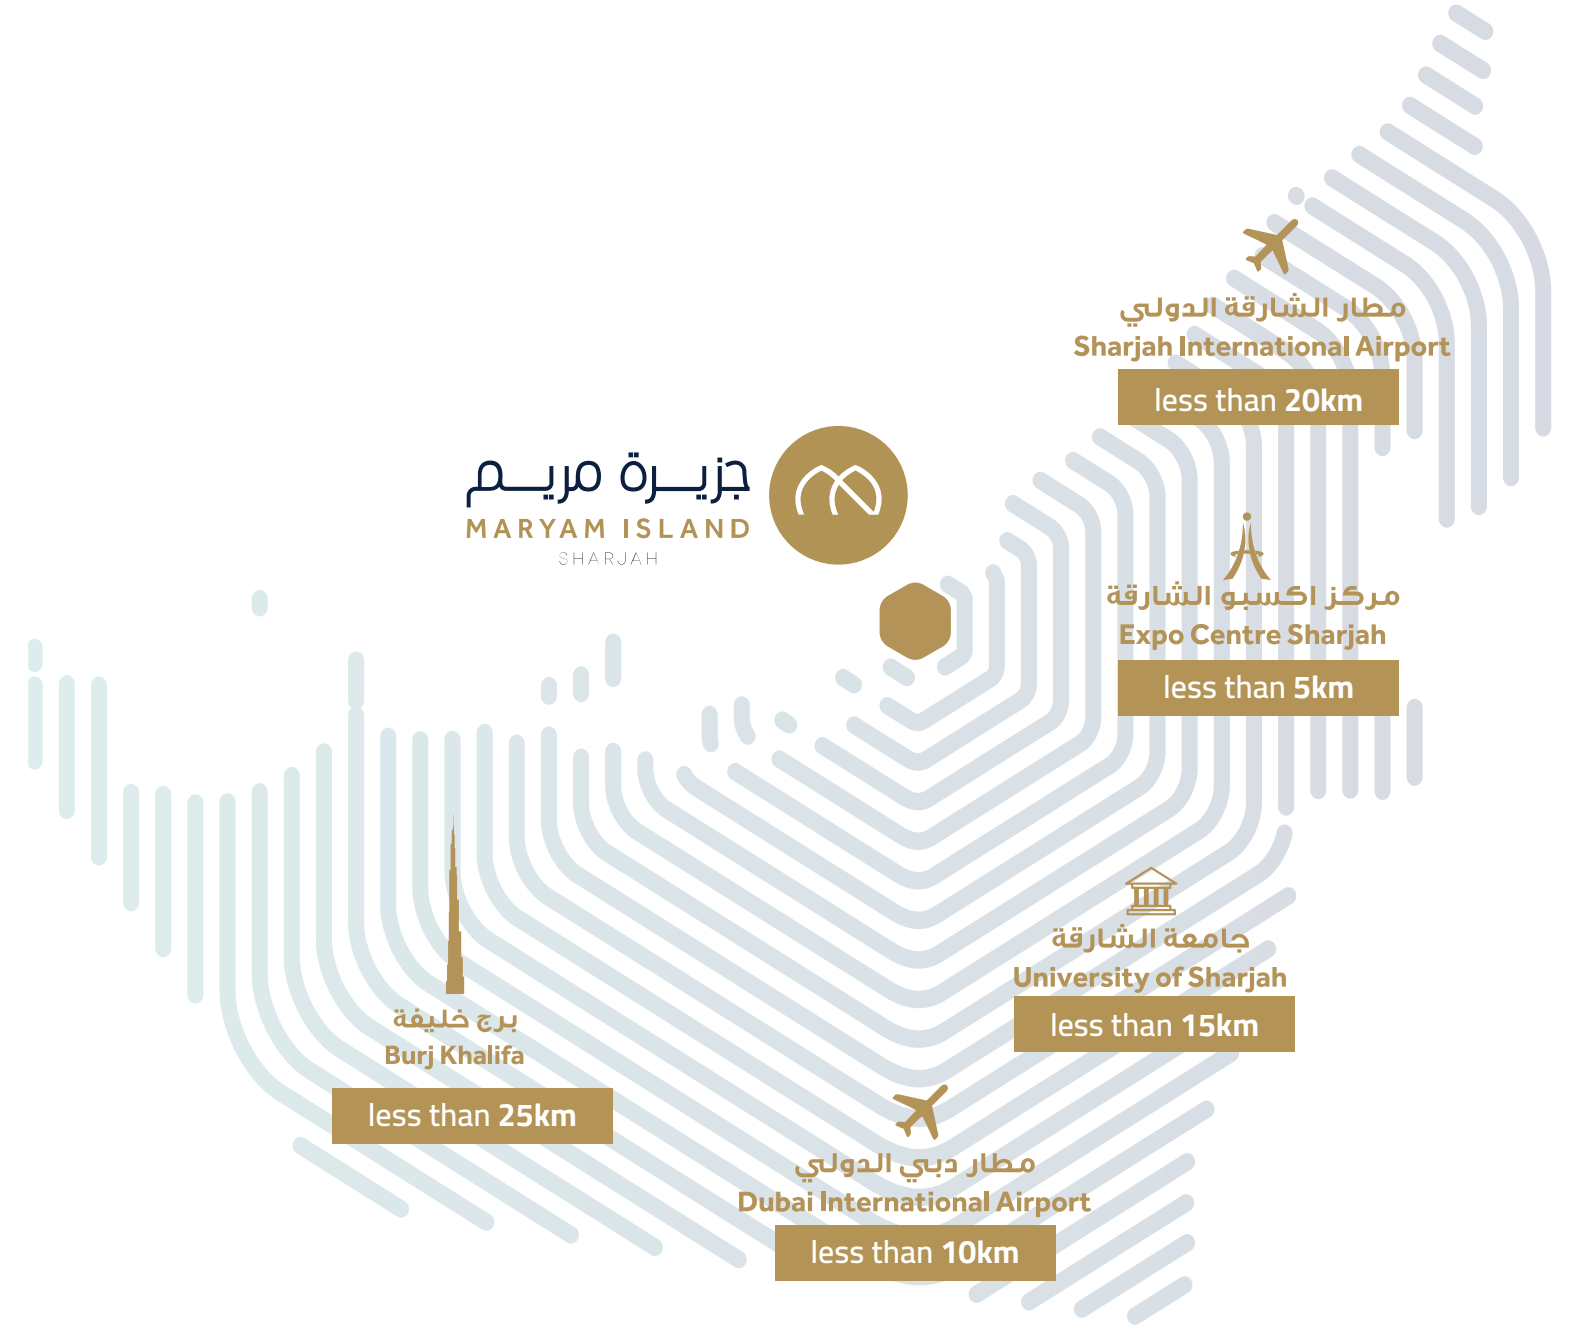 مطار الشارقة الدولي
Sharjah International Airport
less than 20km
جزيرة مريم
MARYAM ISLAND
SHARJAH
مركز اكسبو الشارقة
Expo Centre Sharjah
less than 5km
جامعة الشارقة
University of Sharjah
less than 15km
برج خليفة
Burj Khalifa
less than 25km
مطار دبي الدولي
Dubai International Airport
less than 10km